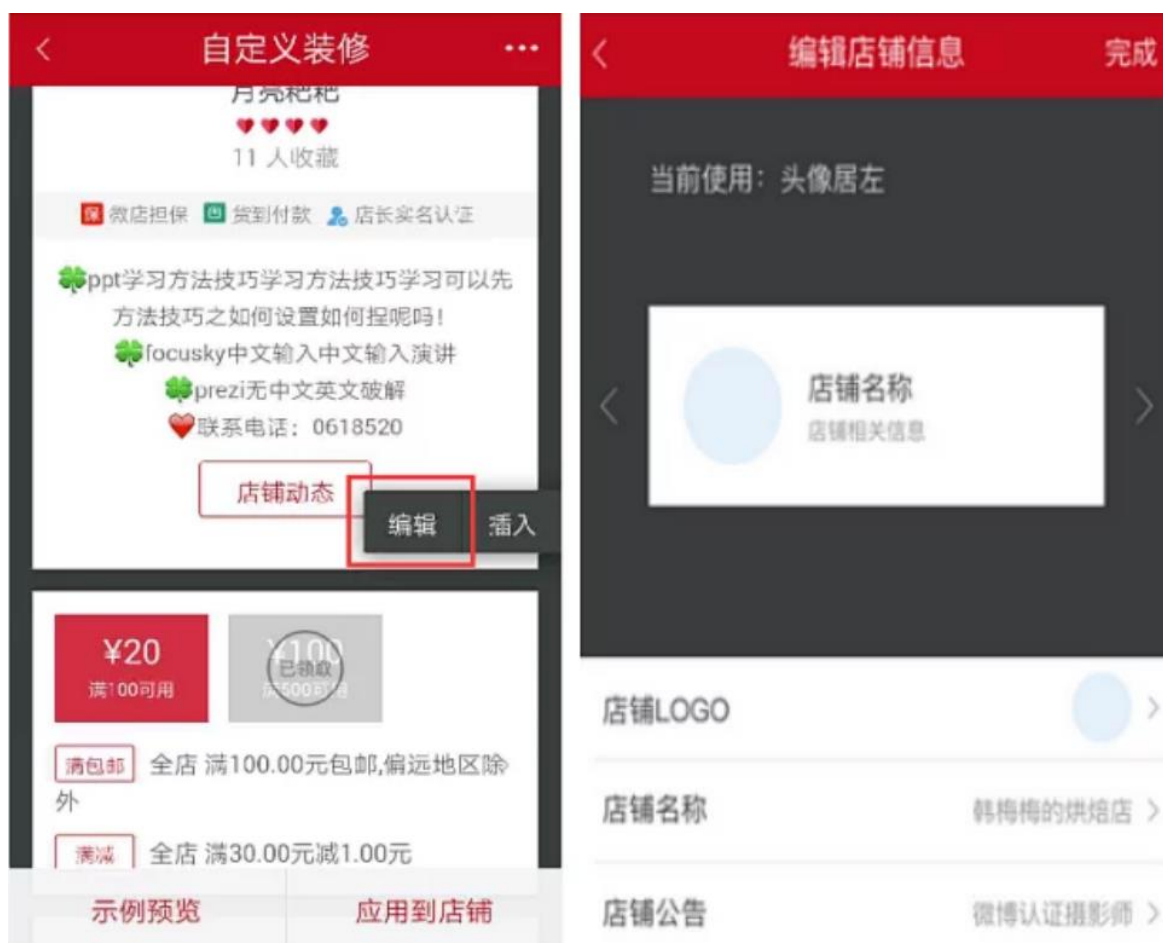 自定义装修
月亮粑粑
11 人收藏
保 微店担保 货到付款 店长实名认证
ppt学习方法技巧学习方法技巧学习可以先
方法技巧之如何设置如何捏呢吗！
focusky中文输入中文输入演讲
prezi无中文英文破解
联系电话：0618520
店铺动态
编辑 插入
¥20
满100可用
¥100
已领取
满500可用
满包邮 全店 满100.00元包邮,偏远地区除
外
满减 全店 满30.00元减1.00元
示例预览 应用到店铺
编辑店铺信息 完成
当前使用：头像居左
店铺名称
店铺相关信息
店铺LOGO
店铺名称 韩梅梅的烘焙店
店铺公告 微博认证摄影师